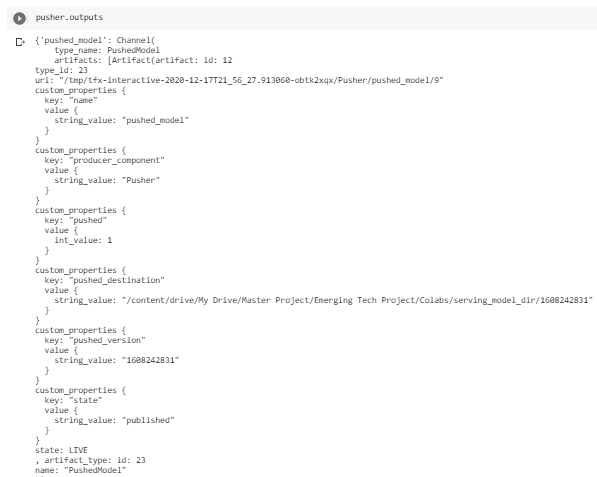 pusher.outputs
{'pushed_model': Channel(
    type_name: PushedModel
    artifacts: [Artifact(artifact: id: 12
type_id: 23
uri: "/tmp/tfx-interactive-2020-12-17T21_56_27.913060-obtk2xqx/Pusher/pushed_model/9"
custom_properties {
  key: "name"
  value {
    string_value: "pushed_model"
  }
}
custom_properties {
  key: "producer_component"
  value {
    string_value: "Pusher"
  }
}
custom_properties {
  key: "pushed"
  value {
    int_value: 1
  }
}
custom_properties {
  key: "pushed_destination"
  value {
    string_value: "/content/drive/My Drive/Master Project/Emerging Tech Project/Colabs/serving_model_dir/1608242831"
  }
}
custom_properties {
  key: "pushed_version"
  value {
    string_value: "1608242831"
  }
}
custom_properties {
  key: "state"
  value {
    string_value: "published"
  }
}
state: LIVE
, artifact_type: id: 23
name: "PushedModel"